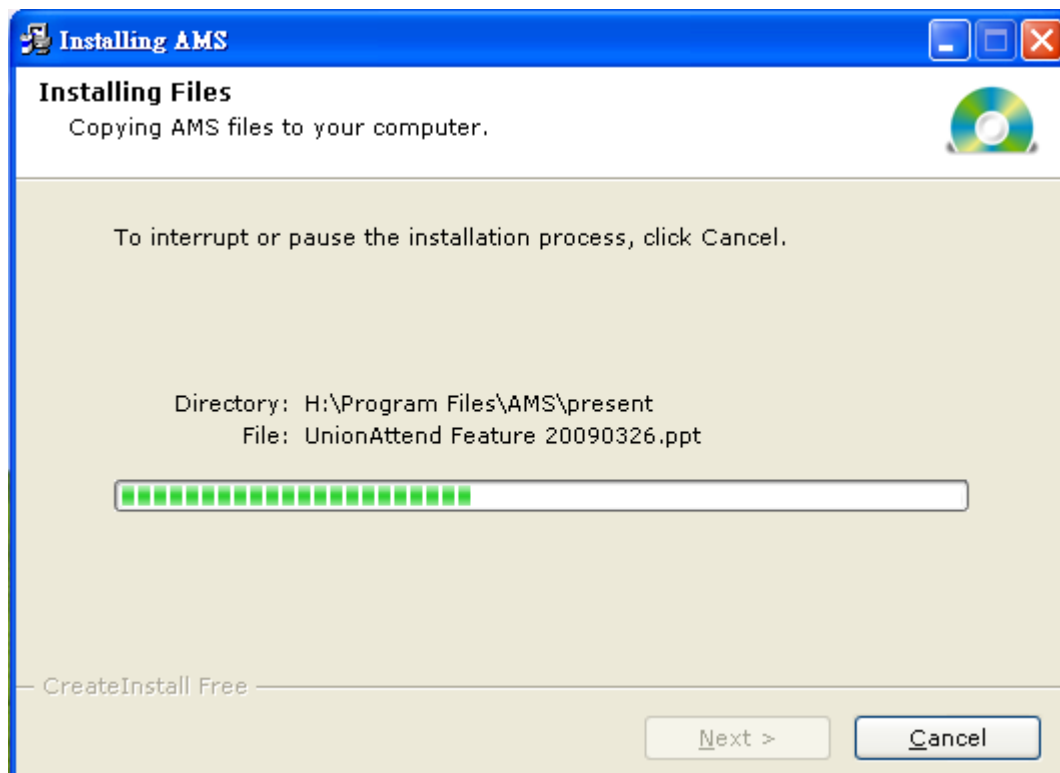 Installing AMS
Installing Files
Copying AMS files to your computer.
To interrupt or pause the installation process, click Cancel.
Directory: H:\Program Files\AMS\present
File: UnionAttend Feature 20090326.ppt
CreateInstall Free
Next >
Cancel